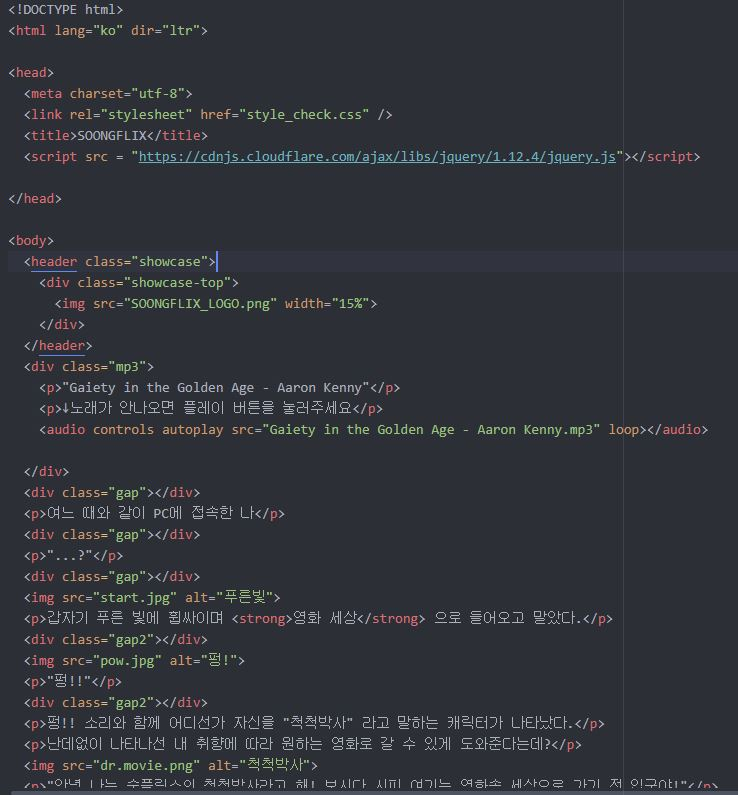 <!DOCTYPE html>
<html lang="ko" dir="ltr">
<head>
<meta charset="utf-8">
<link rel="stylesheet" href="style_check.css" />
<title>SOONGFLIX</title>
<script src = "https://cdnjs.cloudflare.com/ajax/libs/jquery/1.12.4/jquery.js"></script>
</head>
<body>
<header class="showcase">
<div class="showcase-top">
<img src="SOONGFLIX_LOGO.png" width="15%">
</div>
</header>
<div class="mp3">
<p>"Gaiety in the Golden Age - Aaron Kenny"</p>
<p>↓노래가 안나오면 플레이 버튼을 눌러주세요</p>
<audio controls autoplay src="Gaiety in the Golden Age - Aaron Kenny.mp3" loop></audio>
</div>
<div class="gap"></div>
<p>여느 때와 같이 PC에 접속한 나</p>
<div class="gap"></div>
<p>"...?"</p>
<div class="gap"></div>
<img src="start.jpg" alt="푸른빛">
<p>갑자기 푸른 빛에 휩싸이며 <strong>영화 세상</strong> 으로 들어오고 말았다.</p>
<div class="gap2"></div>
<img src="pow.jpg" alt="펑!">
<p>"펑!!"</p>
<div class="gap2"></div>
<p>펑!! 소리와 함께 어디선가 자신을 "척척박사" 라고 말하는 캐릭터가 나타났다.</p>
<p>난데없이 나타나선 내 취향에 따라 원하는 영화로 갈 수 있게 도와준다는데?</p>
<img src="dr.movie.png" alt="척척박사">
<p>"안녕 나는 숭플릭스의 척척박사라고 해! 보시다 시피 여기는 영화속 세상으로 가기 전 입구야!"</p>